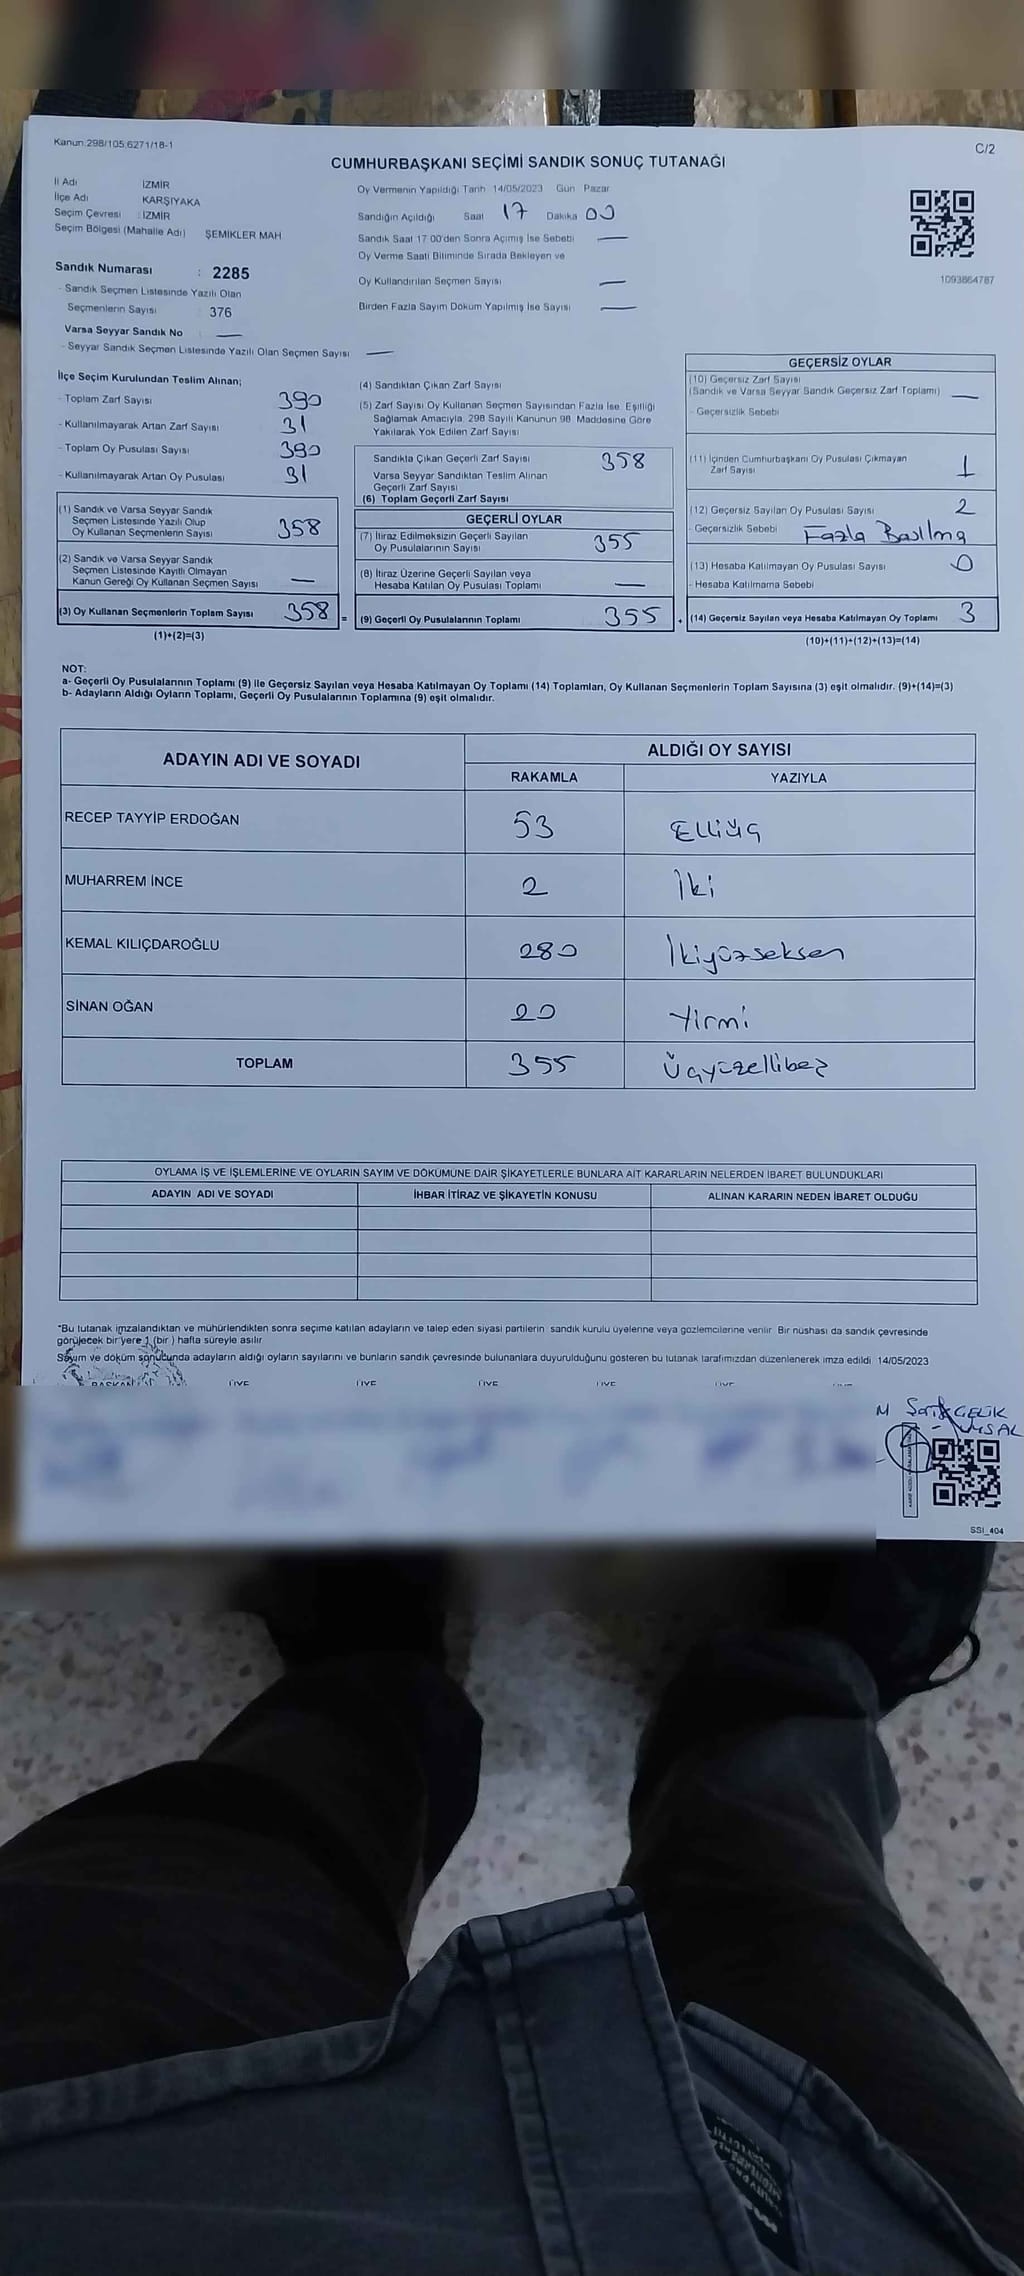 Kanun:298/105,6271/18-1
C/2
CUMHURBAŞKANI SEÇİMİ SANDIK SONUÇ TUTANAĞI
İl Adı İZMİR
İlçe Adı KARŞIYAKA
Seçim Çevresi : İZMİR
Seçim Bölgesi (Mahalle Adı) ŞEMİKLER MAH
Sandık Numarası : 2285
- Sandık Seçmen Listesinde Yazılı Olan
Seçmenlerin Sayısı 376
Varsa Seyyar Sandık No : —
- Seyyar Sandık Seçmen Listesinde Yazılı Olan Seçmen Sayısı —
Oy Vermenin Yapıldığı Tarih 14/05/2023 Gün Pazar
Sandığın Açıldığı Saat 17 Dakika 00
Sandık Saat 17 00'den Sonra Açımış İse Sebebi —
Oy Verme Saati Bitiminde Sırada Bekleyen ve
Oy Kullandırılan Seçmen Sayısı —
Birden Fazla Sayım Döküm Yapılmış İse Sayısı —
1093864787
İlçe Seçim Kurulundan Teslim Alınan;
- Toplam Zarf Sayısı 390
- Kullanılmayarak Artan Zarf Sayısı 31
- Toplam Oy Pusulası Sayısı 390
- Kullanılmayarak Artan Oy Pusulası 31
(1) Sandık ve Varsa Seyyar Sandık
Seçmen Listesinde Yazılı Olup
Oy Kullanan Seçmenlerin Sayısı 358
(2) Sandık ve Varsa Seyyar Sandık
Seçmen Listesinde Kayıtlı Olmayan
Kanun Gereği Oy Kullanan Seçmen Sayısı —
(3) Oy Kullanan Seçmenlerin Toplam Sayısı 358 =
(1)+(2)=(3)
(4) Sandıktan Çıkan Zarf Sayısı
(5) Zarf Sayısı Oy Kullanan Seçmen Sayısından Fazla İse, Eşitliği
Sağlamak Amacıyla, 298 Sayılı Kanunun 98. Maddesine Göre
Yakılarak Yok Edilen Zarf Sayısı
Sandıkta Çıkan Geçerli Zarf Sayısı 358
Varsa Seyyar Sandıktan Teslim Alınan
Geçerli Zarf Sayısı
(6) Toplam Geçerli Zarf Sayısı
GEÇERLİ OYLAR
(7) İtiraz Edilmeksizin Geçerli Sayılan
Oy Pusulalarının Sayısı 355
(8) İtiraz Üzerine Geçerli Sayılan veya
Hesaba Katılan Oy Pusulası Toplamı —
(9) Geçerli Oy Pusulalarının Toplamı 355 +
GEÇERSİZ OYLAR
(10) Geçersiz Zarf Sayısı
(Sandık ve Varsa Seyyar Sandık Geçersiz Zarf Toplamı) —
- Geçersizlik Sebebi
(11) İçinden Cumhurbaşkanı Oy Pusulası Çıkmayan
Zarf Sayısı 1
(12) Geçersiz Sayılan Oy Pusulası Sayısı 2
- Geçersizlik Sebebi Fazla Basılma
(13) Hesaba Katılmayan Oy Pusulası Sayısı 0
- Hesaba Katılmama Sebebi
(14) Geçersiz Sayılan veya Hesaba Katılmayan Oy Toplamı 3
(10)+(11)+(12)+(13)=(14)
NOT:
a- Geçerli Oy Pusulalarının Toplamı (9) ile Geçersiz Sayılan veya Hesaba Katılmayan Oy Toplamı (14) Toplamları, Oy Kullanan Seçmenlerin Toplam Sayısına (3) eşit olmalıdır. (9)+(14)=(3)
b- Adayların Aldığı Oyların Toplamı, Geçerli Oy Pusulalarının Toplamına (9) eşit olmalıdır.
ADAYIN ADI VE SOYADI
ALDIĞI OY SAYISI
RAKAMLA YAZIYLA
RECEP TAYYİP ERDOĞAN 53 Elliüç
MUHARREM İNCE 2 İki
KEMAL KILIÇDAROĞLU 280 İkiyüzseksen
SİNAN OĞAN 20 Yirmi
TOPLAM 355 Üçyüzellibeş
OYLAMA İŞ VE İŞLEMLERİNE VE OYLARIN SAYIM VE DÖKÜMÜNE DAİR ŞİKAYETLERLE BUNLARA AİT KARARLARIN NELERDEN İBARET BULUNDUKLARI
ADAYIN ADI VE SOYADI İHBAR İTİRAZ VE ŞİKAYETİN KONUSU ALINAN KARARIN NEDEN İBARET OLDUĞU
*Bu tutanak imzalandıktan ve mühürlendikten sonra seçime katılan adayların ve talep eden siyasi partilerin sandık kurulu üyelerine veya gözlemcilerine verilir Bir nüshası da sandık çevresinde
görülecek bir yere 1 (bir ) hafta süreyle asılır
Sayım ve döküm sonucunda adayların aldığı oyların sayılarını ve bunların sandık çevresinde bulunanlara duyurulduğunu gösteren bu tutanak tarafımızdan düzenlenerek imza edildi 14/05/2023
BAŞKAN ÜYE ÜYE ÜYE ÜYE ÜYE
ÇELİK
SSI_404